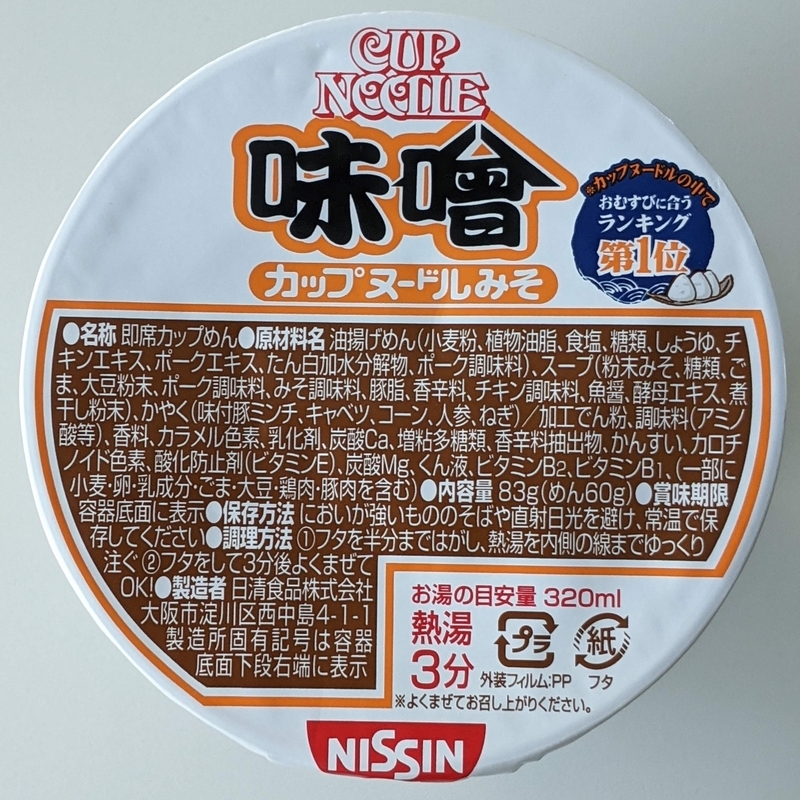 CUP
NOODLE
味噌
カップヌードルみそ
※カップヌードルの中で
おむすびに合う
ランキング
第1位
●名称 即席カップめん●原材料名 油揚げめん(小麦粉、植物油脂、食塩、糖類、しょうゆ、チ
キンエキス、ポークエキス、たん白加水分解物、ポーク調味料)、スープ(粉末みそ、糖類、ご
ま、大豆粉末、ポーク調味料、みそ調味料、豚脂、香辛料、チキン調味料、魚醤、酵母エキス、煮
干し粉末)、かやく(味付豚ミンチ、キャベツ、コーン、人参、ねぎ)/加工でん粉、調味料(アミノ
酸等)、香料、カラメル色素、乳化剤、炭酸Ca、増粘多糖類、香辛料抽出物、かんすい、カロチ
ノイド色素、酸化防止剤(ビタミンE)、炭酸Mg、くん液、ビタミンB2、ビタミンB1、(一部に
小麦・卵・乳成分・ごま・大豆・鶏肉・豚肉を含む)●内容量 83g(めん60g)●賞味期限
容器底面に表示●保存方法 においが強いもののそばや直射日光を避け、常温で保
存してください●調理方法 ①フタを半分まではがし、熱湯を内側の線までゆっくり
注ぐ ②フタをして3分後よくまぜて
OK!●製造者 日清食品株式会社
大阪市淀川区西中島4-1-1
製造所固有記号は容器
底面下段右端に表示
お湯の目安量 320ml
熱湯
3分
プラ
外装フィルム:PP
紙
フタ
※よくまぜてお召し上がりください。
NISSIN